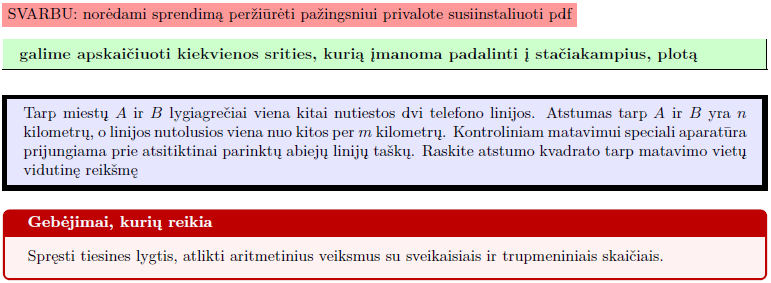 SVARBU: norėdami sprendimą peržiūrėti pažingsniui privalote susiinstaliuoti pdf
galime apskaičiuoti kiekvienos srities, kurią įmanoma padalinti į stačiakampius, plotą
Tarp miestų A ir B lygiagrečiai viena kitai nutiestos dvi telefono linijos. Atstumas tarp A ir B yra n
kilometrų, o linijos nutolusios viena nuo kitos per m kilometrų. Kontroliniam matavimui speciali aparatūra
prijungiama prie atsitiktinai parinktų abiejų linijų taškų. Raskite atstumo kvadrato tarp matavimo vietų
vidutinę reikšmę
Gebėjimai, kurių reikia
Spręsti tiesines lygtis, atlikti aritmetinius veiksmus su sveikaisiais ir trupmeniniais skaičiais.